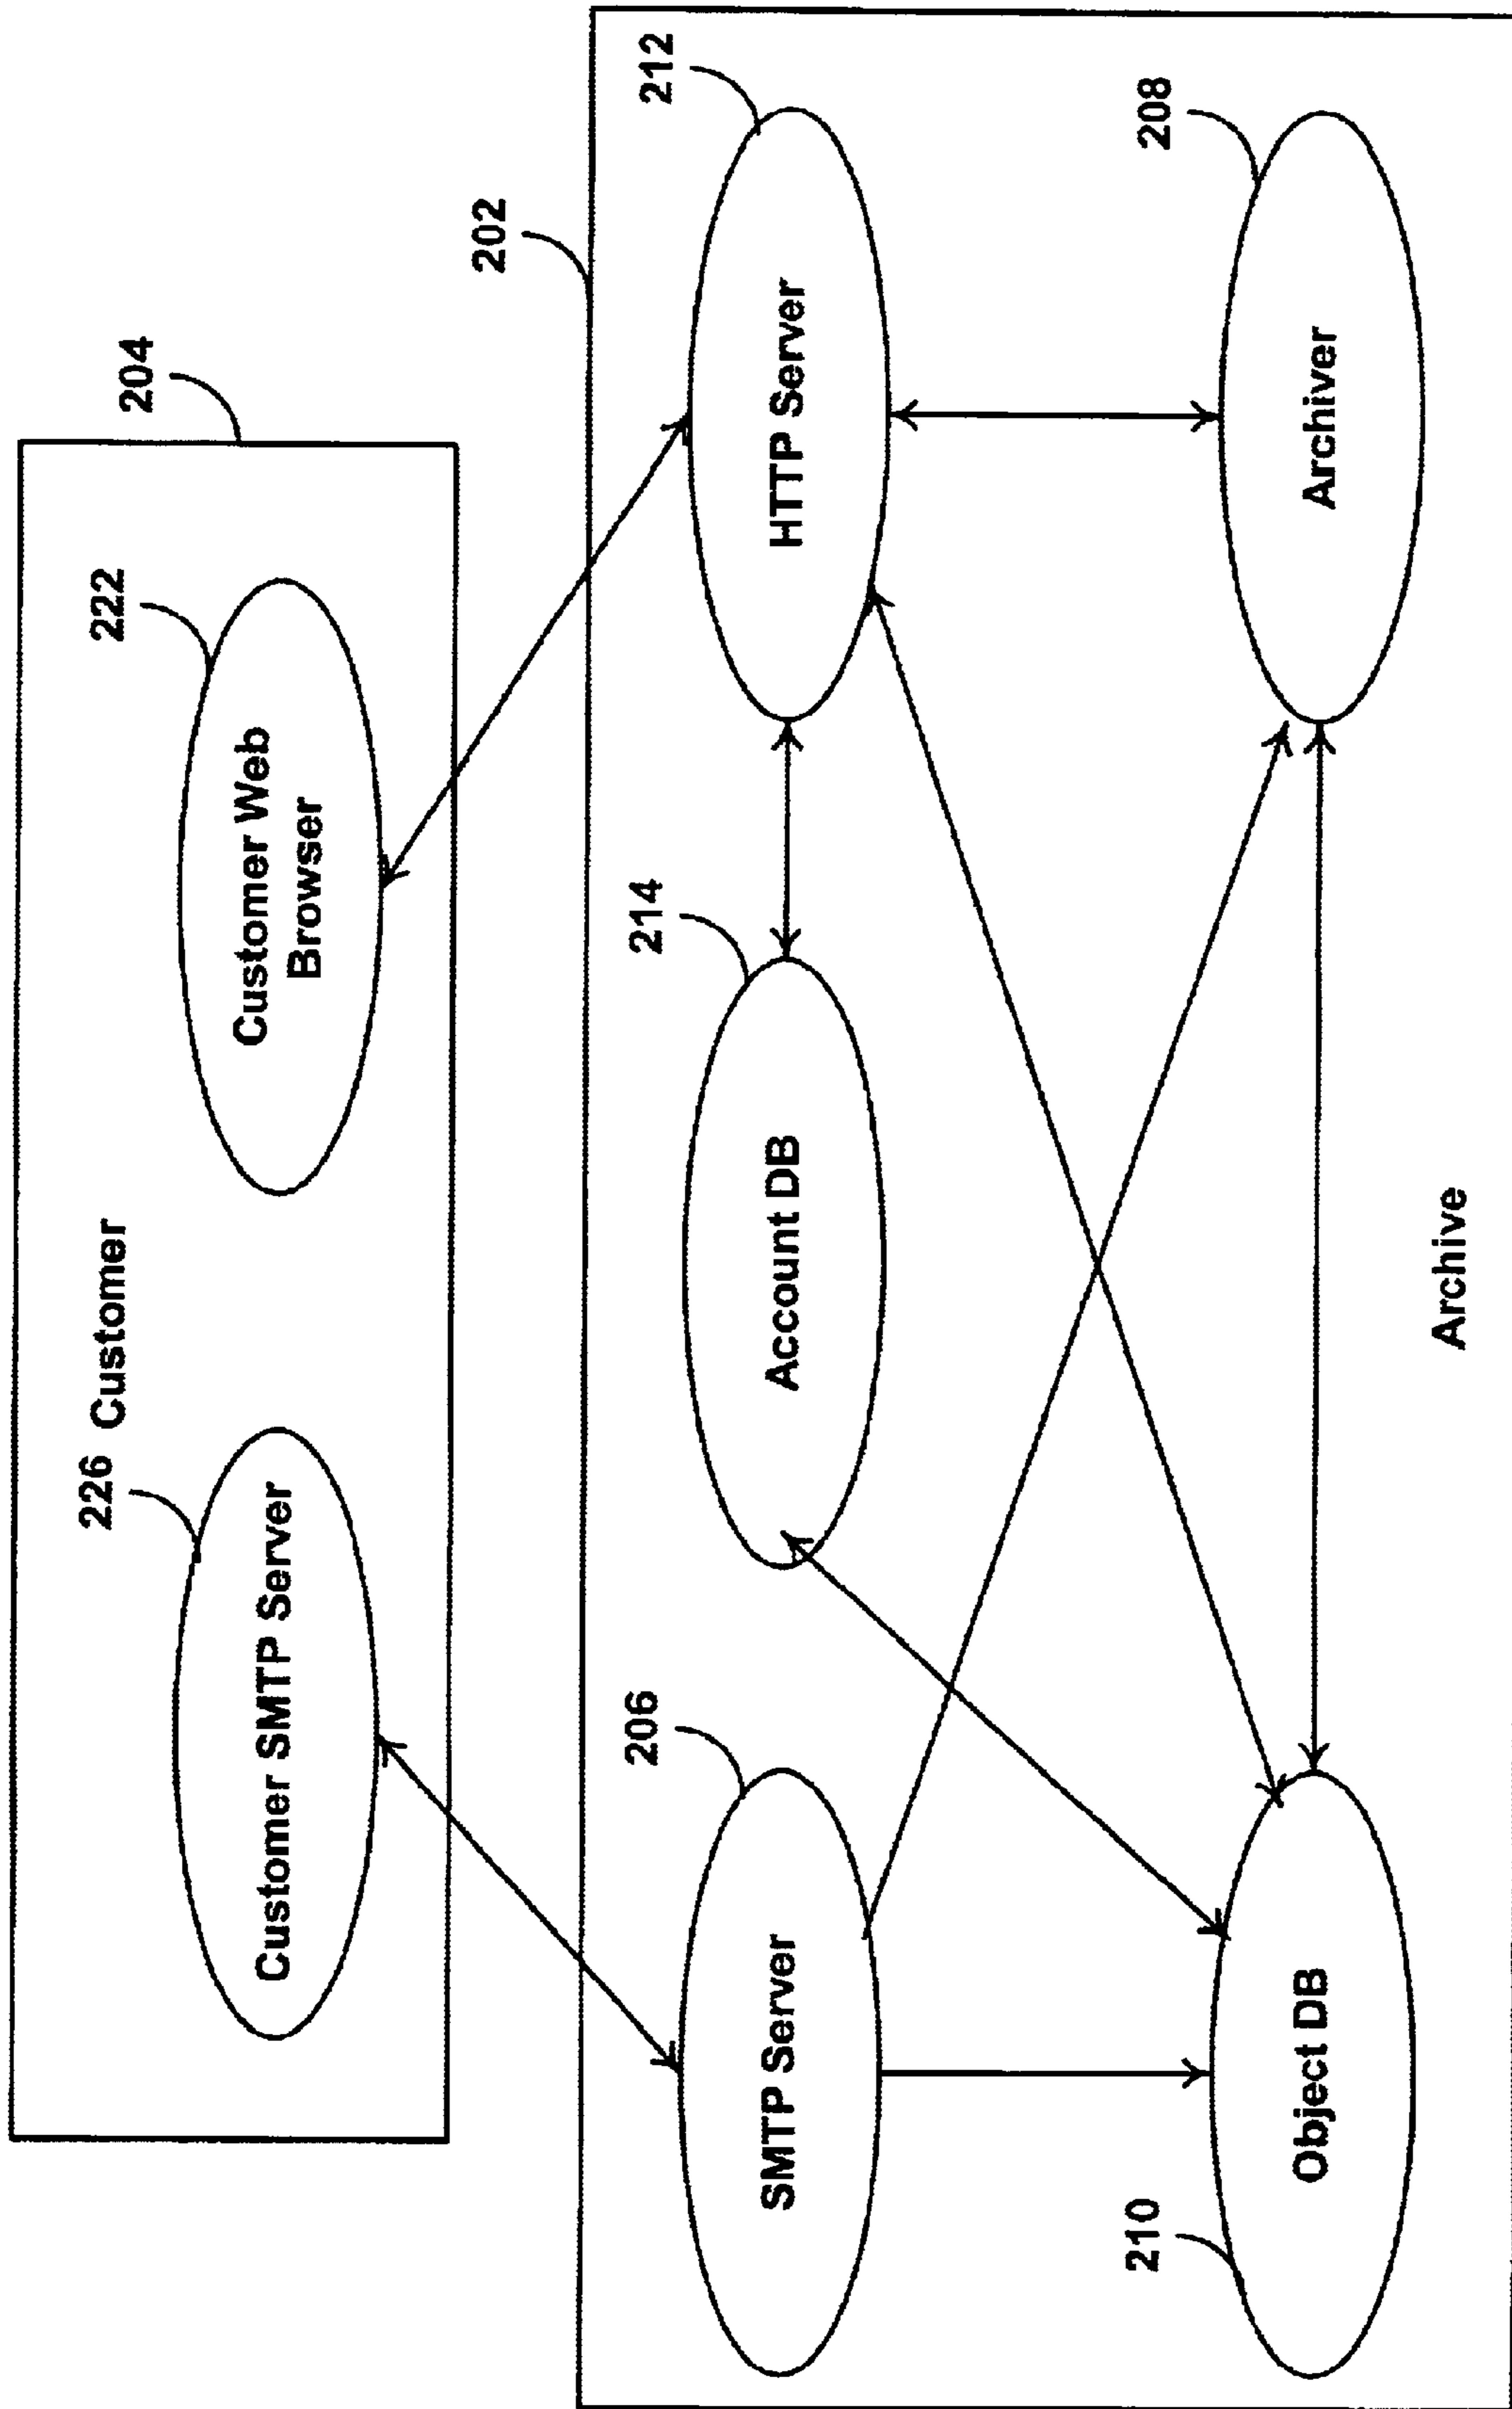 204
226 Customer
222
Customer SMTP Server
Customer Web
Browser
202
206
214
212
SMTP Server
Account DB
HTTP Server
210
208
Object DB
Archiver
Archive